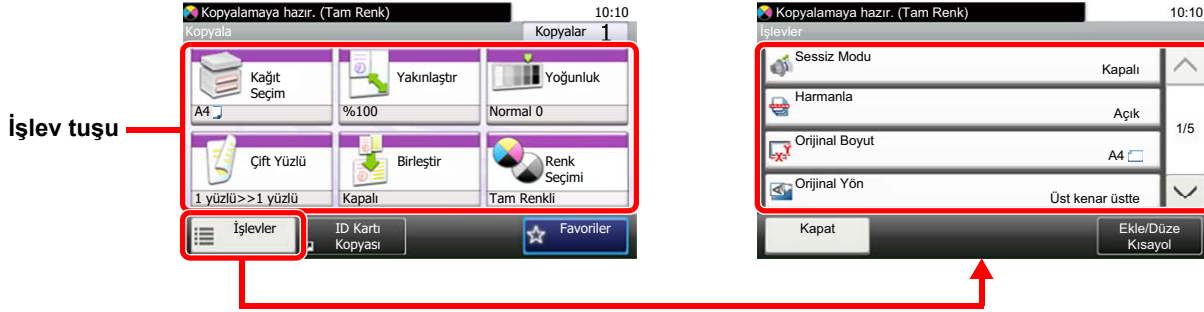 Kopyalamaya hazır. (Tam Renk)
10:10
Kopyala
Kopyalar 1
Kağıt
Seçim
A4
Yakınlaştır
%100
Yoğunluk
Normal 0
İşlev tuşu
Çift Yüzlü
1 yüzlü>>1 yüzlü
Birleştir
Kapalı
Renk
Seçimi
Tam Renkli
İşlevler
ID Kartı
Kopyası
Favoriler
Kopyalamaya hazır. (Tam Renk)
10:10
İşlevler
Sessiz Modu
Kapalı
Harmanla
Açık
1/5
Orijinal Boyut
A4
Orijinal Yön
Üst kenar üstte
Kapat
Ekle/Düze
Kısayol